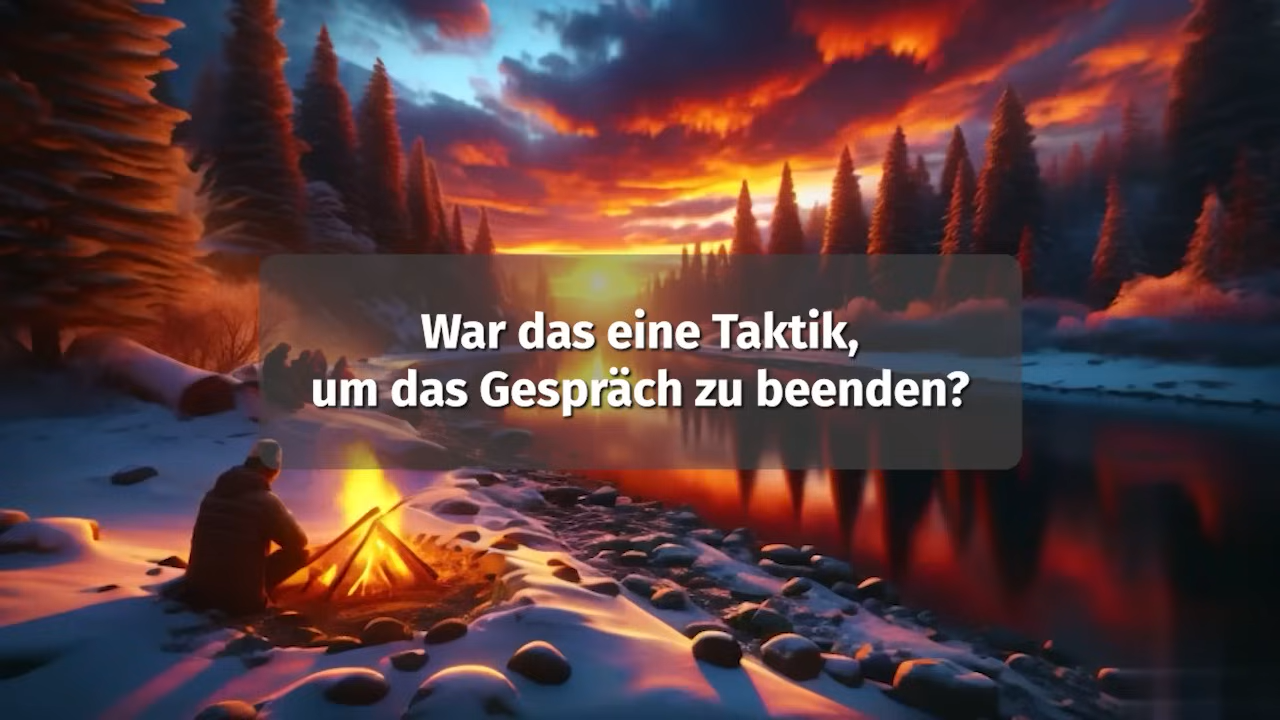 War das eine Taktik,
um das Gespräch zu beenden?